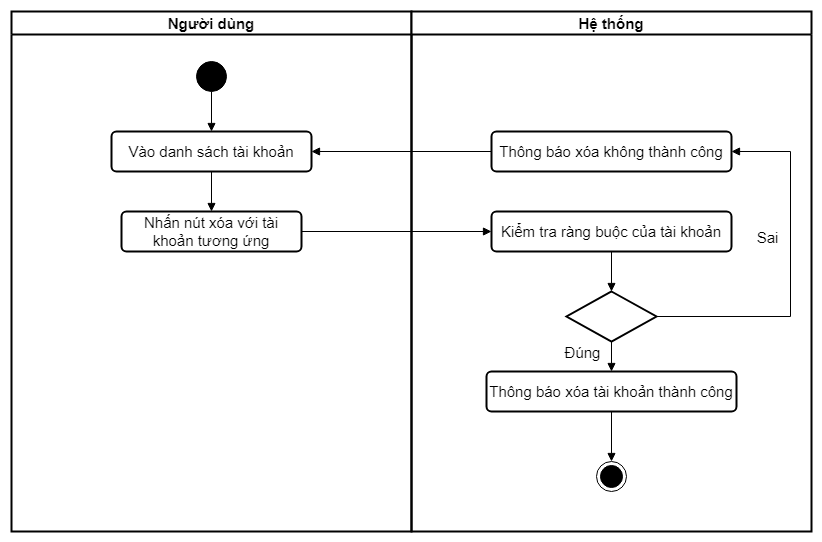 Người dùng
Hệ thống
Vào danh sách tài khoản
Thông báo xóa không thành công
Nhấn nút xóa với tài
khoản tương ứng
Kiểm tra ràng buộc của tài khoản
Sai
Đúng
Thông báo xóa tài khoản thành công